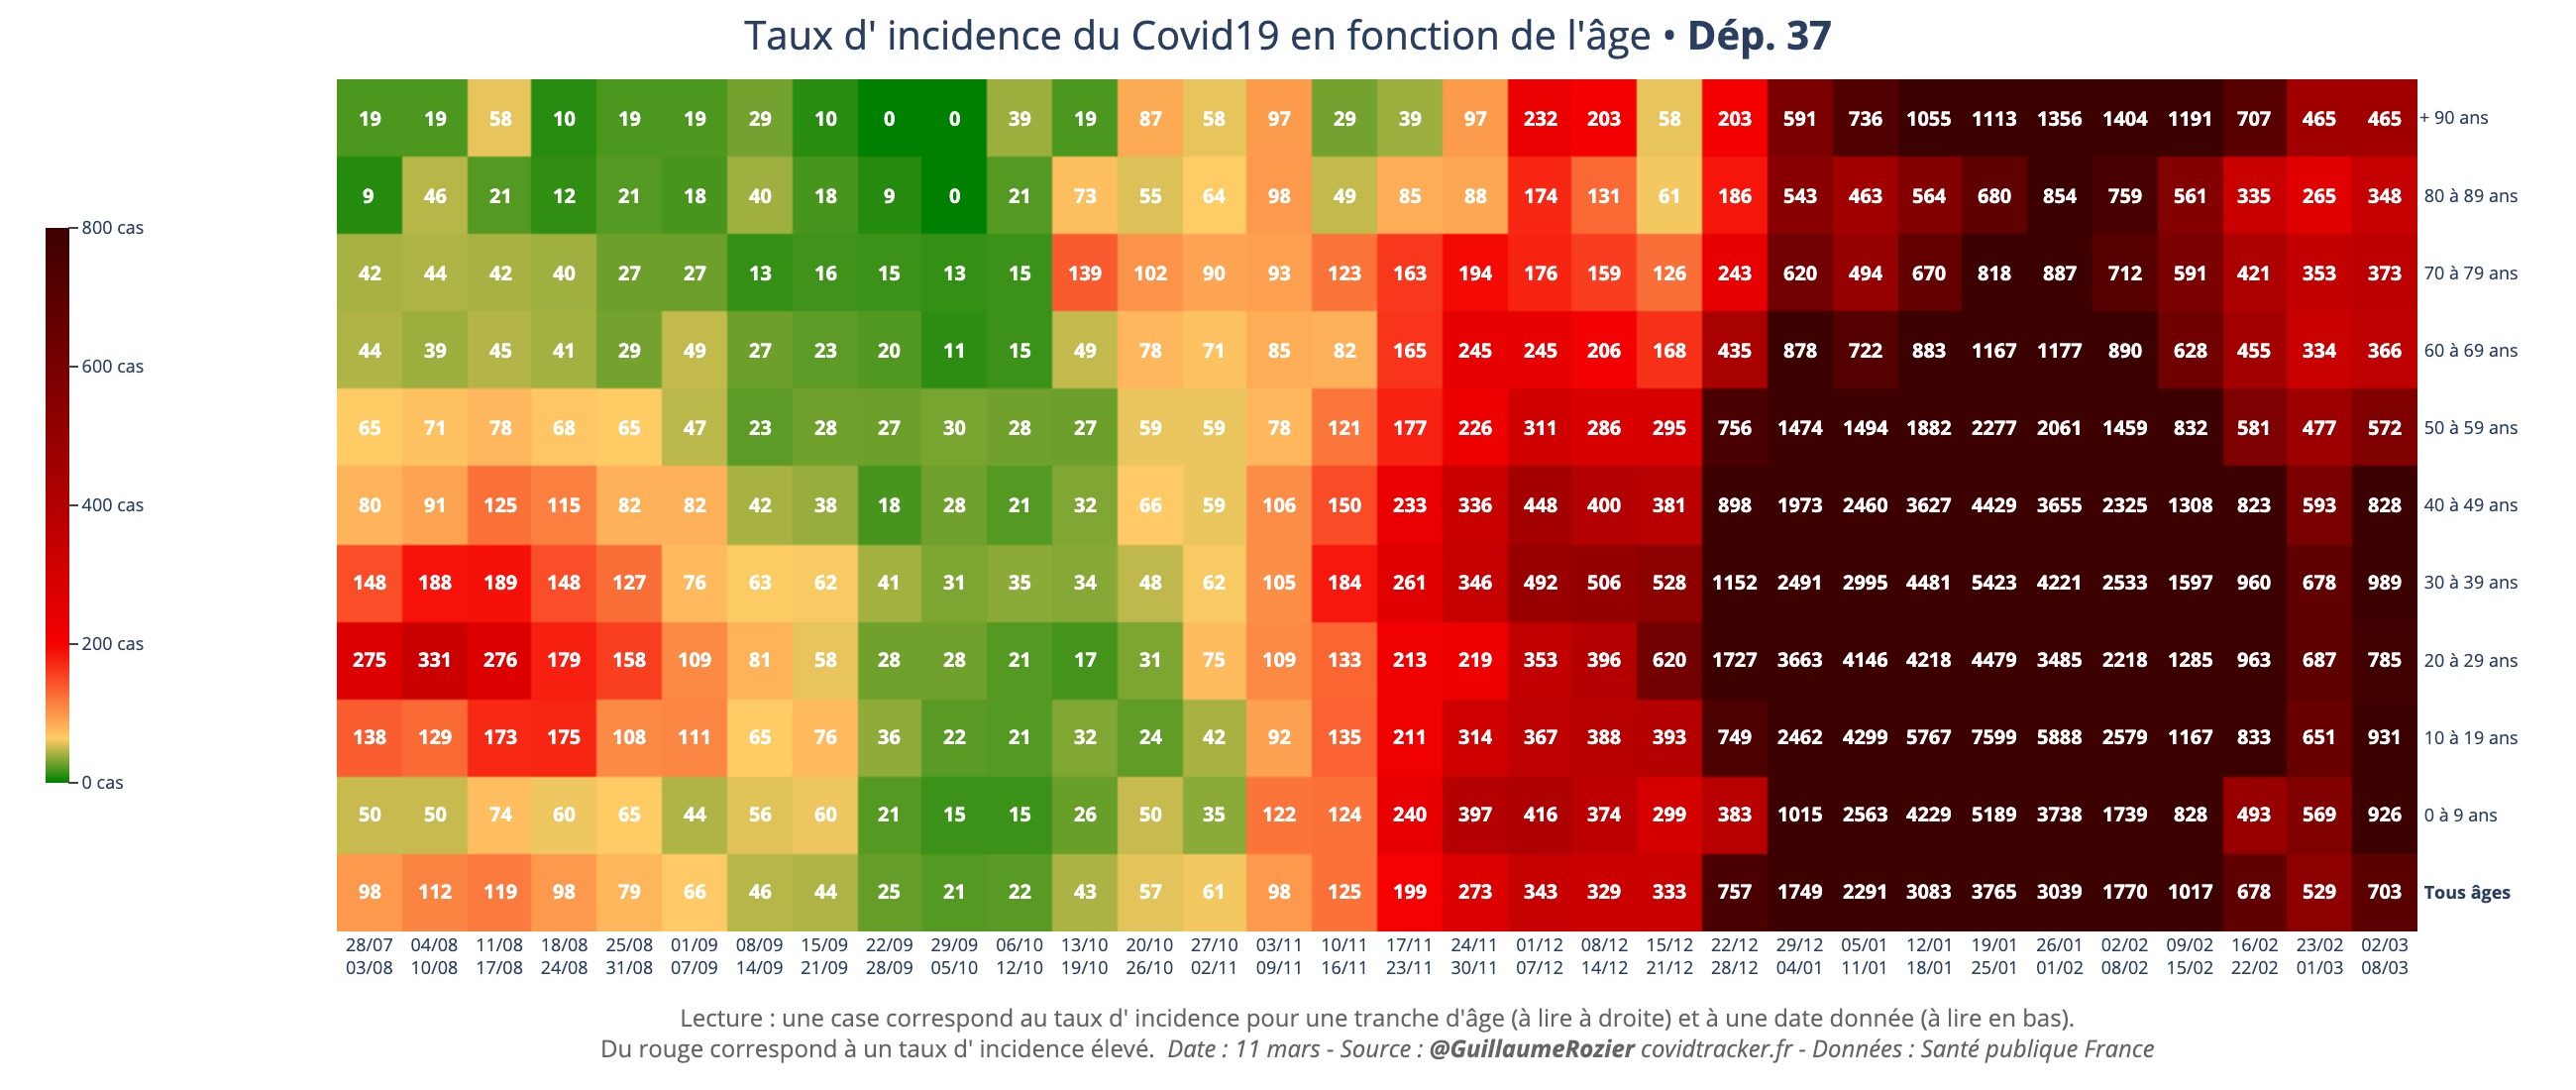 Taux d' incidence du Covid19 en fonction de l'âge • Dép. 37
19 19 58 10 19 19 29 10 0 0 39 19 87 58 97 29 39 97 232 203 58 203 591 736 1055 1113 1356 1404 1191 707 465 465 + 90 ans
9 46 21 12 21 18 40 18 9 0 21 73 55 64 98 49 85 88 174 131 61 186 543 463 564 680 854 759 561 335 265 348 80 à 89 ans
800 cas
42 44 42 40 27 27 13 16 15 13 15 139 102 90 93 123 163 194 176 159 126 243 620 494 670 818 887 712 591 421 353 373 70 à 79 ans
44 39 45 41 29 49 27 23 20 11 15 49 78 71 85 82 165 245 245 206 168 435 878 722 883 1167 1177 890 628 455 334 366 60 à 69 ans
600 cas
65 71 78 68 65 47 23 28 27 30 28 27 59 59 78 121 177 226 311 286 295 756 1474 1494 1882 2277 2061 1459 832 581 477 572 50 à 59 ans
400 cas
80 91 125 115 82 82 42 38 18 28 21 32 66 59 106 150 233 336 448 400 381 898 1973 2460 3627 4429 3655 2325 1308 823 593 828 40 à 49 ans
148 188 189 148 127 76 63 62 41 31 35 34 48 62 105 184 261 346 492 506 528 1152 2491 2995 4481 5423 4221 2533 1597 960 678 989 30 à 39 ans
200 cas
275 331 276 179 158 109 81 58 28 28 21 17 31 75 109 133 213 219 353 396 620 1727 3663 4146 4218 4479 3485 2218 1285 963 687 785 20 à 29 ans
138 129 173 175 108 111 65 76 36 22 21 32 24 42 92 135 211 314 367 388 393 749 2462 4299 5767 7599 5888 2579 1167 833 651 931 10 à 19 ans
0 cas
50 50 74 60 65 44 56 60 21 15 15 26 50 35 122 124 240 397 416 374 299 383 1015 2563 4229 5189 3738 1739 828 493 569 926 0 à 9 ans
98 112 119 98 79 66 46 44 25 21 22 43 57 61 98 125 199 273 343 329 333 757 1749 2291 3083 3765 3039 1770 1017 678 529 703 Tous âges
28/07 04/08 11/08 18/08 25/08 01/09 08/09 15/09 22/09 29/09 06/10 13/10 20/10 27/10 03/11 10/11 17/11 24/11 01/12 08/12 15/12 22/12 29/12 05/01 12/01 19/01 26/01 02/02 09/02 16/02 23/02 02/03
03/08 10/08 17/08 24/08 31/08 07/09 14/09 21/09 28/09 05/10 12/10 19/10 26/10 02/11 09/11 16/11 23/11 30/11 07/12 14/12 21/12 28/12 04/01 11/01 18/01 25/01 01/02 08/02 15/02 22/02 01/03 08/03
Lecture : une case correspond au taux d' incidence pour une tranche d'âge (à lire à droite) et à une date donnée (à lire en bas).
Du rouge correspond à un taux d' incidence élevé. Date : 11 mars - Source : @GuillaumeRozier covidtracker.fr - Données : Santé publique France